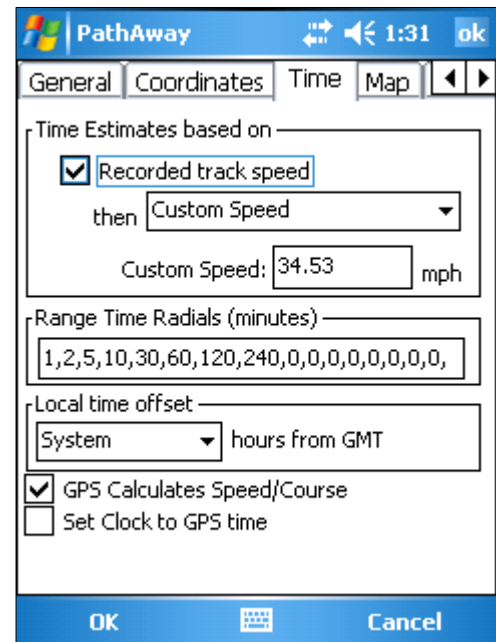 PathAway 1:31 ok
General Coordinates Time Map
Time Estimates based on
Recorded track speed
then Custom Speed
Custom Speed: 34.53 mph
Range Time Radials (minutes)
1,2,5,10,30,60,120,240,0,0,0,0,0,0,0,0,
Local time offset
System hours from GMT
GPS Calculates Speed/Course
Set Clock to GPS time
OK Cancel